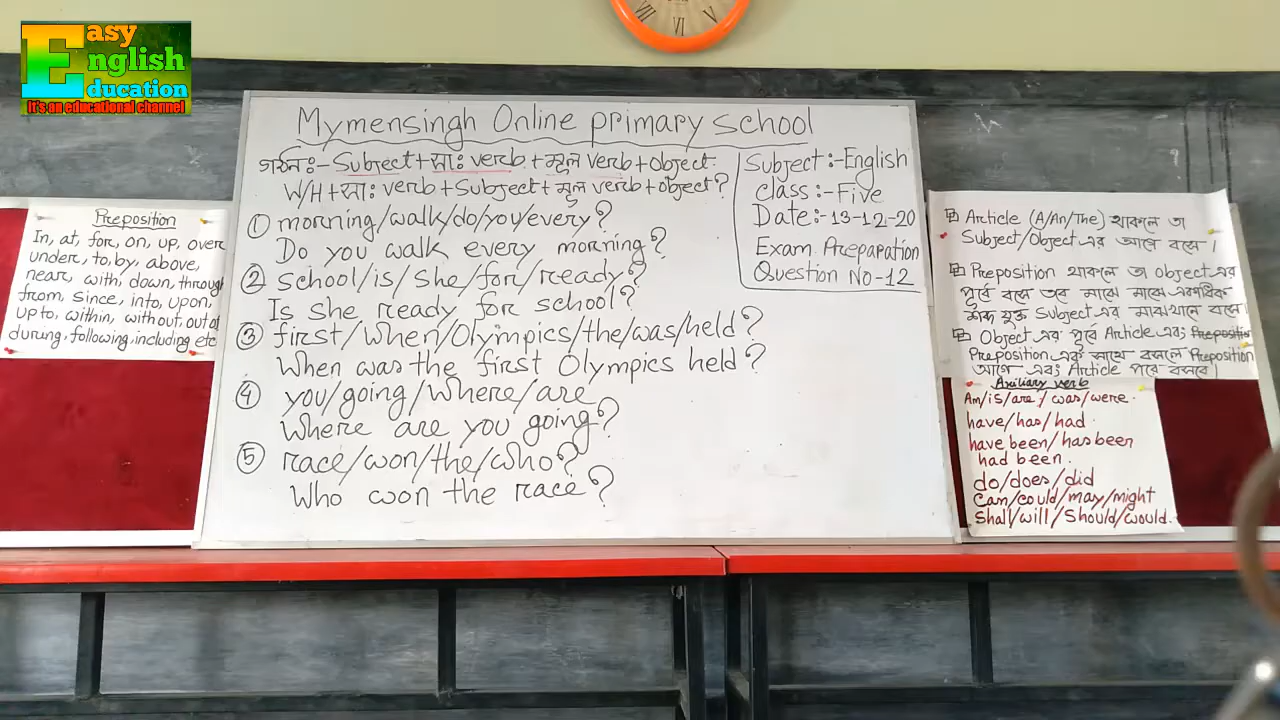 Easy
English
Education
It's an educational channel
VII VI V
Mymensingh Online primary school
গঠন:- Subject + সা: verb + মূল verb + Object.
W/H + সা: verb + Subject + মূল verb + object?
① morning/walk/do/you/every?
Do you walk every morning?
② school/is/she/for/ready?
Is she ready for school?
③ first/when/Olympics/the/was/held?
When was the first Olympics held?
④ you/going/where/are
Where are you going?
⑤ race/won/the/who?
Who won the race?
Subject:-English
Class:-Five
Date:-13-12-20
Exam Preparation
Question No-12
Preposition
In, at, for, on, up, over
under, to, by, above,
near, with, down, through
from, since, into, upon,
up to, within, without, out of
during, following, including etc
Article (A/An/The) থাকলে তা
Subject/Object এর আগে বসে।
Preposition থাকলে তা object এর
পূর্বে বসে তবে মাঝে মাঝে একাধিক
শব্দ যুক্ত Subject এর মাঝখানে বসে।
Object এর পূর্বে Article এবং Preposition
Preposition একই সাথে বসলে Preposition
আগে এবং Article পরে বসবে।
Auxiliary verb
Am/is/are/was/were.
have/has/had.
have been/has been
had been.
do/does/did
Can/could/may/might
Shall/will/Should/would.